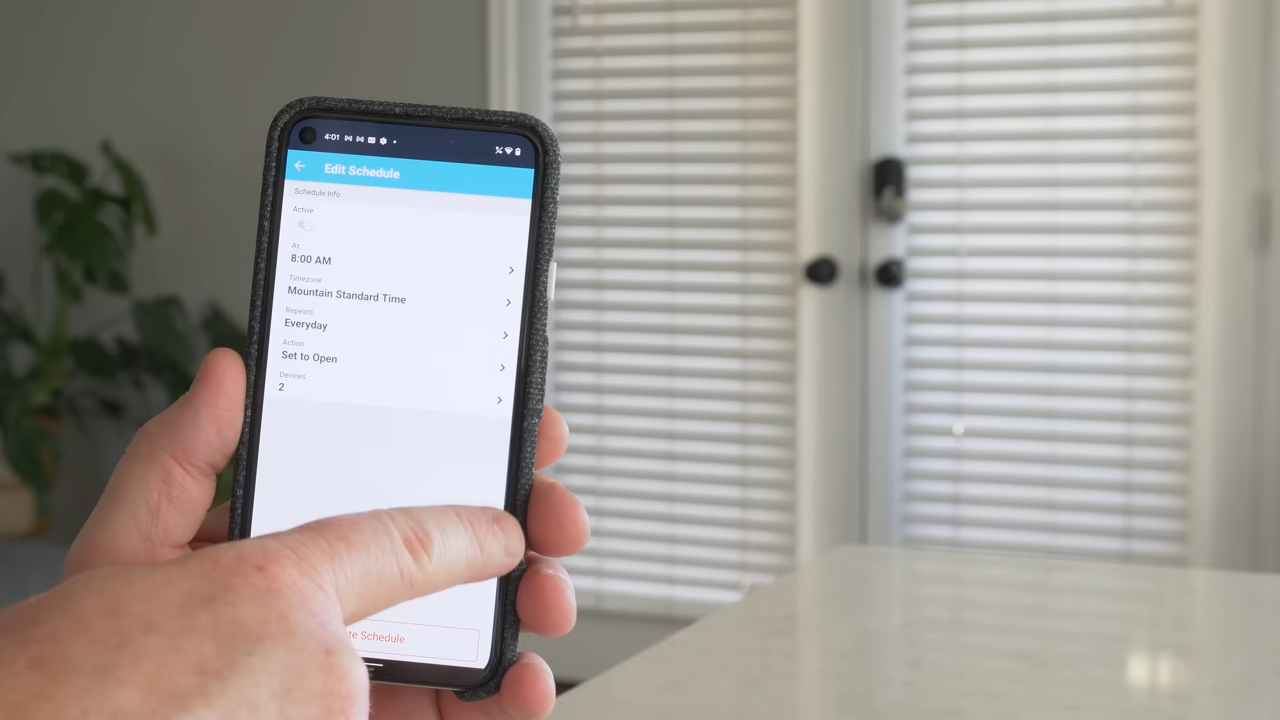 4:01
Edit Schedule
Schedule Info
Active
At
8:00 AM
Timezone
Mountain Standard Time
Repeats
Everyday
Action
Set to Open
Devices
2
te Schedule